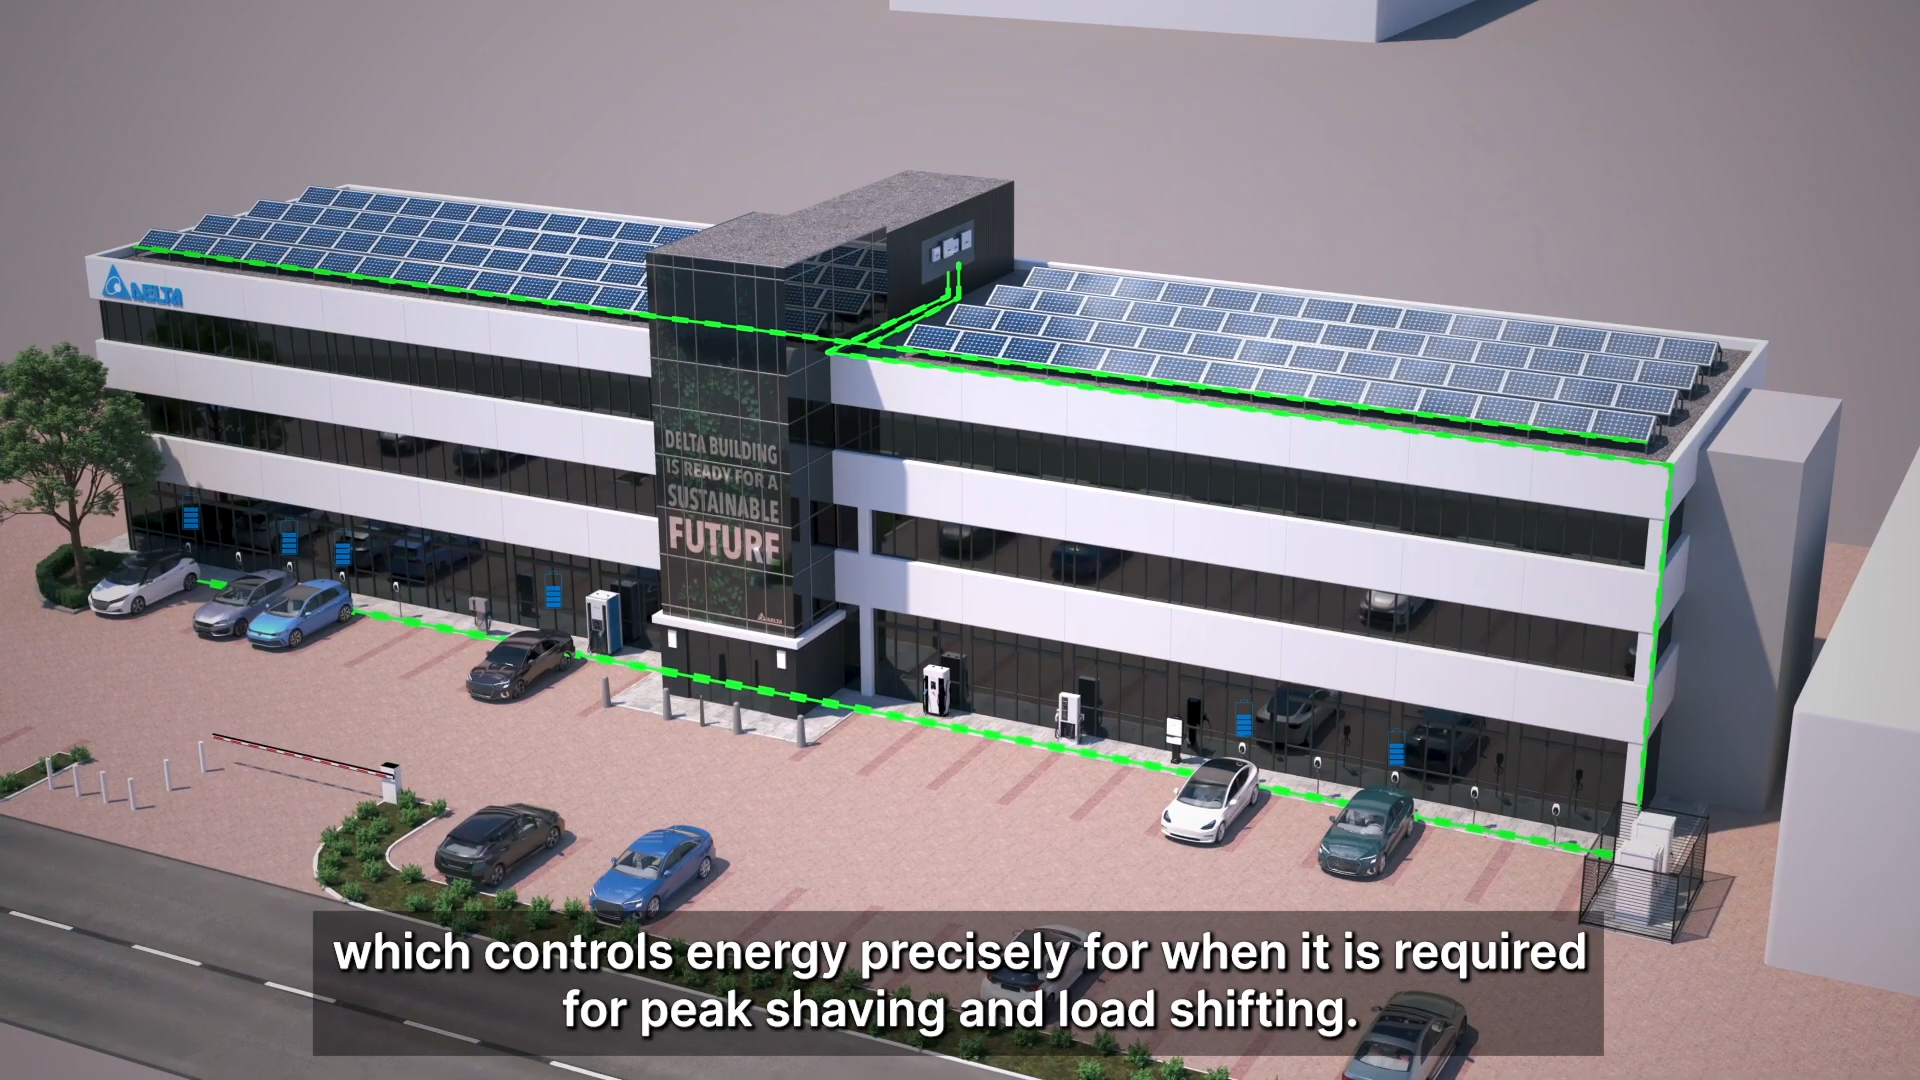 DELTA
DELTA BUILDING
IS READY FOR A
SUSTAINABLE
FUTURE
DELTA
which controls energy precisely for when it is required
for peak shaving and load shifting.